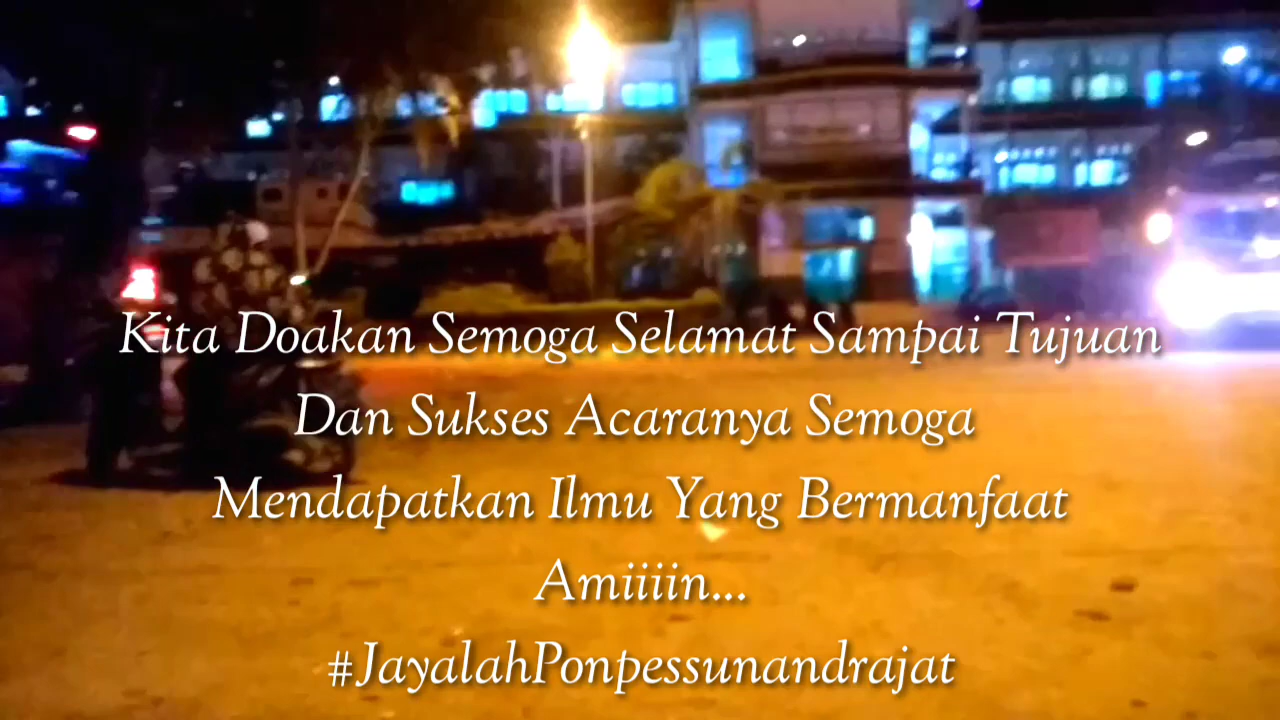 Kita Doakan Semoga Selamat Sampai Tujuan
Dan Sukses Acaranya Semoga
Mendapatkan Ilmu Yang Bermanfaat
Amiiiin...
#JayalahPonpessunandrajat